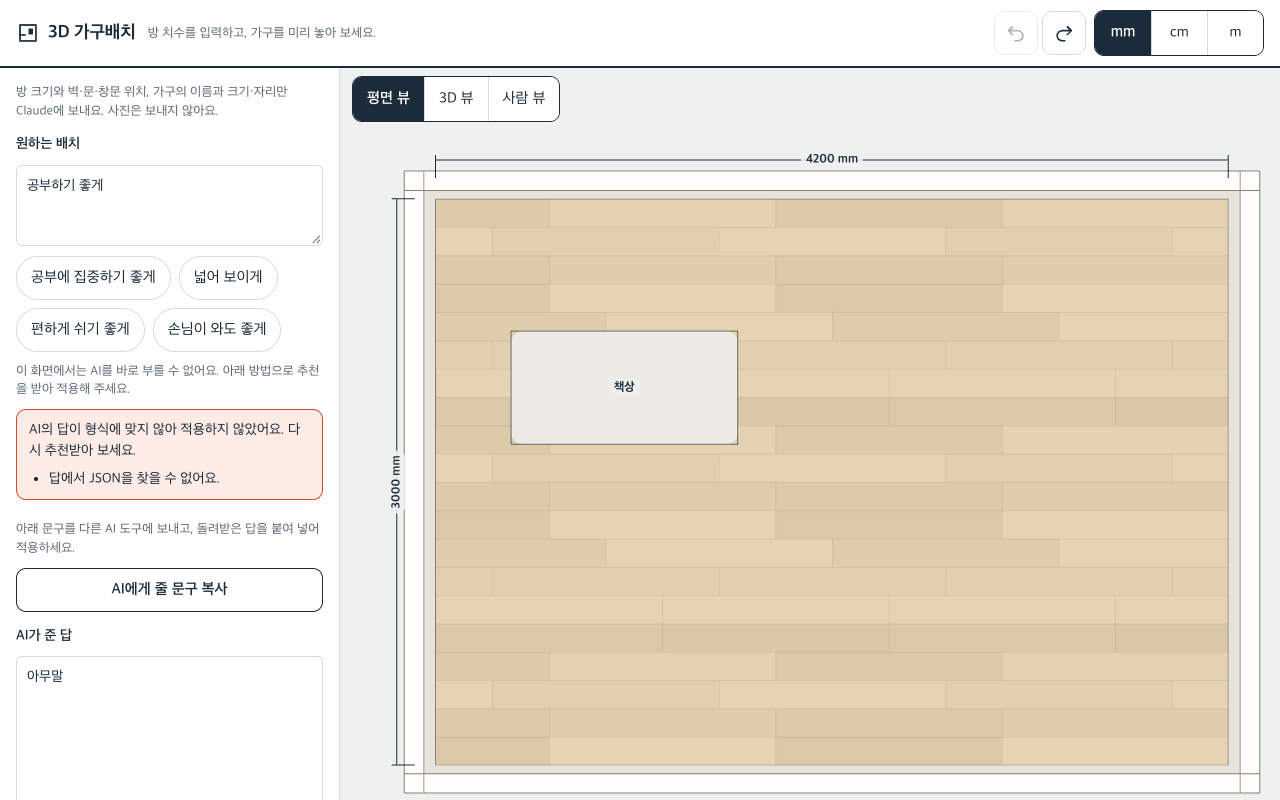 3D 가구배치
방 치수를 입력하고, 가구를 미리 놓아 보세요.
mm
cm
m
방 크기와 벽·문·창문 위치, 가구의 이름과 크기·자리만
Claude에 보내요. 사진은 보내지 않아요.
원하는 배치
공부하기 좋게
공부에 집중하기 좋게
넓어 보이게
편하게 쉬기 좋게
손님이 와도 좋게
이 화면에서는 AI를 바로 부를 수 없어요. 아래 방법으로 추천
을 받아 적용해 주세요.
AI의 답이 형식에 맞지 않아 적용하지 않았어요. 다
시 추천받아 보세요.
• 답에서 JSON을 찾을 수 없어요.
아래 문구를 다른 AI 도구에 보내고, 돌려받은 답을 붙여 넣어
적용하세요.
AI에게 줄 문구 복사
AI가 준 답
아무말
평면 뷰
3D 뷰
사람 뷰
4200 mm
3000 mm
책상